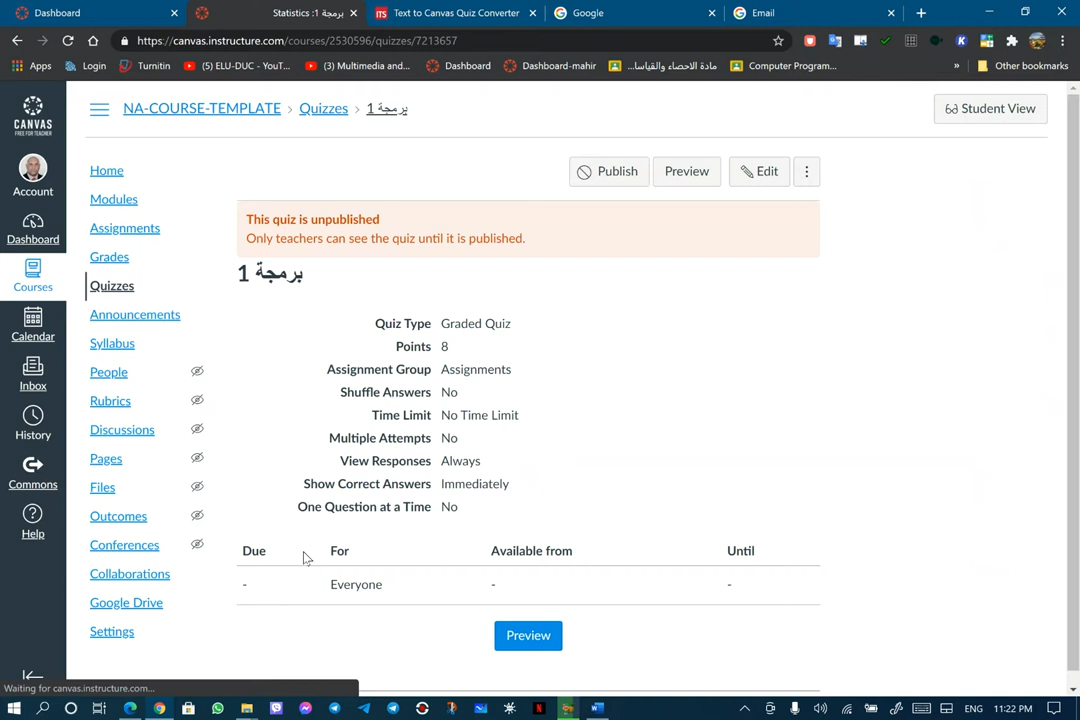 Dashboard
Statistics :1 برمجة
ITS Text to Canvas Quiz Converter
Google
Email
https://canvas.instructure.com/courses/2530596/quizzes/7213657
Apps
Login
Turnitin
(5) ELU-DUC - YouT...
(3) Multimedia and...
Dashboard
Dashboard-mahir
مادة الاحصاء والقياسا...
Computer Program...
»
Other bookmarks
CANVAS
FREE FOR TEACHER
Account
Dashboard
Courses
Calendar
Inbox
History
Commons
Help
NA-COURSE-TEMPLATE › Quizzes › برمجة 1
Student View
Home
Modules
Assignments
Grades
Quizzes
Announcements
Syllabus
People
Rubrics
Discussions
Pages
Files
Outcomes
Conferences
Collaborations
Google Drive
Settings
Publish
Preview
Edit
This quiz is unpublished
Only teachers can see the quiz until it is published.
برمجة 1
Quiz Type Graded Quiz
Points 8
Assignment Group Assignments
Shuffle Answers No
Time Limit No Time Limit
Multiple Attempts No
View Responses Always
Show Correct Answers Immediately
One Question at a Time No
Due For Available from Until
- Everyone - -
Preview
Waiting for canvas.instructure.com...
ENG 11:22 PM